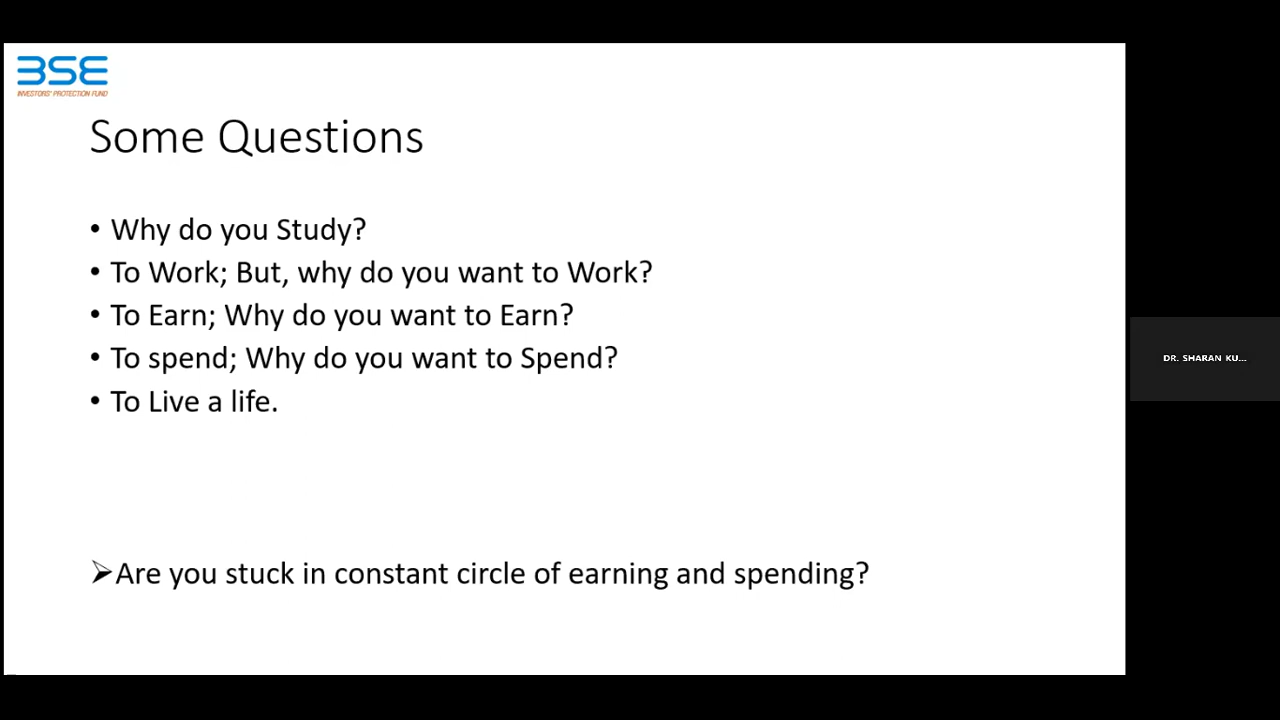 BSE
INVESTORS' PROTECTION FUND
Some Questions
• Why do you Study?
• To Work; But, why do you want to Work?
• To Earn; Why do you want to Earn?
• To spend; Why do you want to Spend?
• To Live a life.
➢Are you stuck in constant circle of earning and spending?
DR. SHARAN KU...